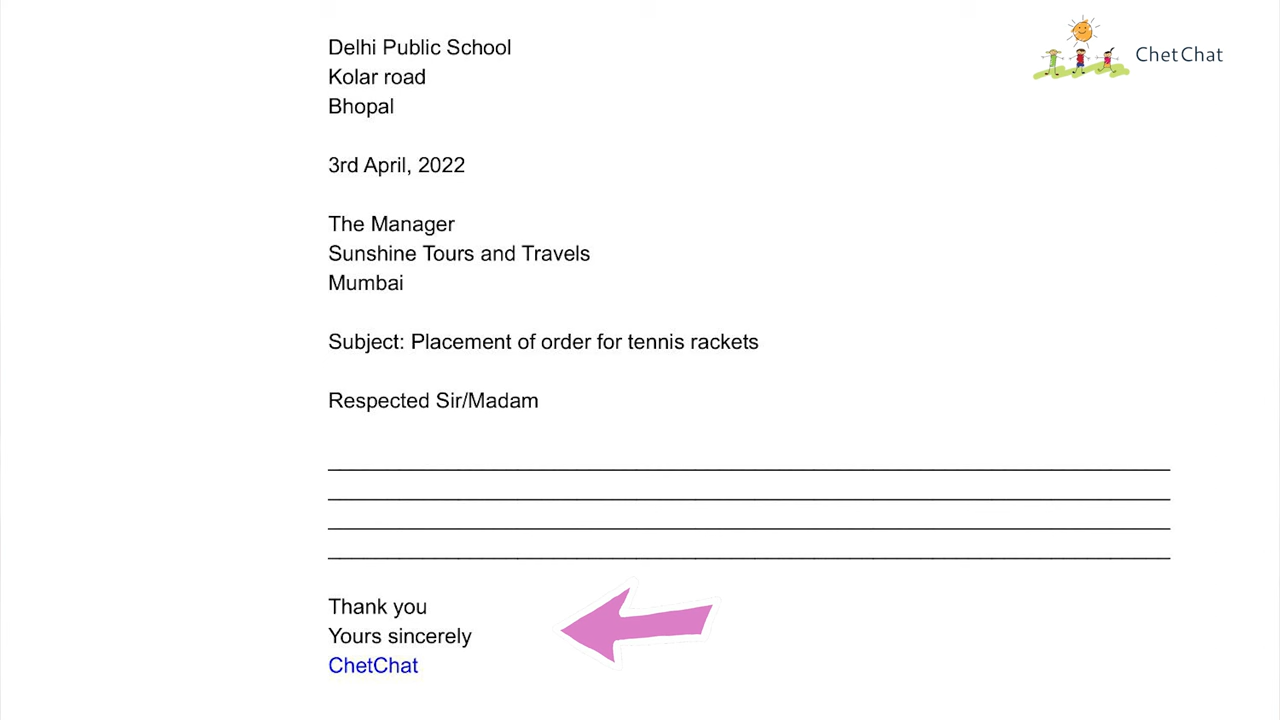 Delhi Public School
Kolar road
Bhopal
3rd April, 2022
The Manager
Sunshine Tours and Travels
Mumbai
Subject: Placement of order for tennis rackets
Respected Sir/Madam
Thank you
Yours sincerely
ChetChat
ChetChat